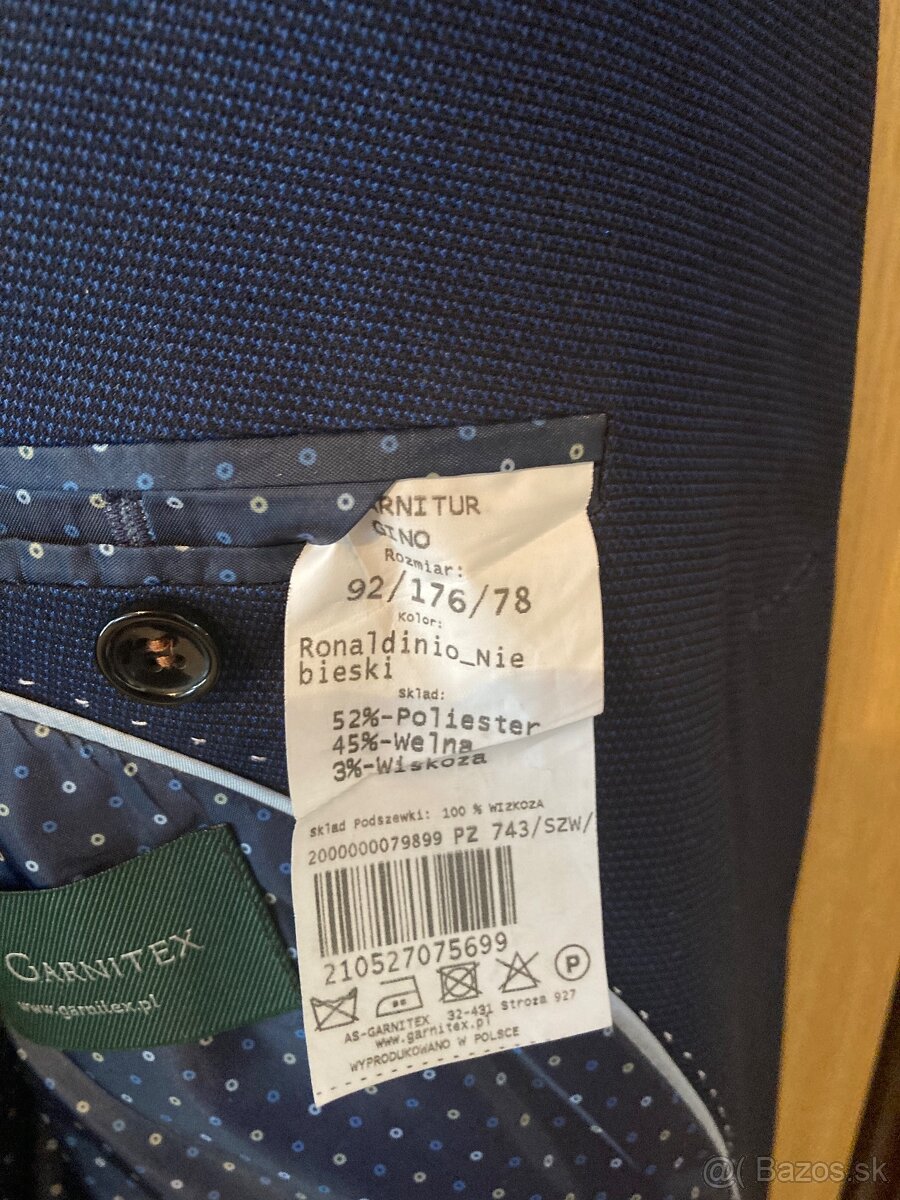 ARNITUR
GINO
Rozmiar:
92/176/78
Kolor:
Ronaldinio_Nie
bieski
Skład:
52%-Poliester
45%-Wełna
3%-Wiskoza
Skład Podszewki: 100 % WIZKOZA
2000000079899 PZ 743/SZW/
210527075699
P
AS-GARNITEX 32-431 Stroza 927
www.garnitex.pl
WYPRODUKOWANO W POLSCE
GARNITEX
www.garnitex.pl
@( Bazos.sk